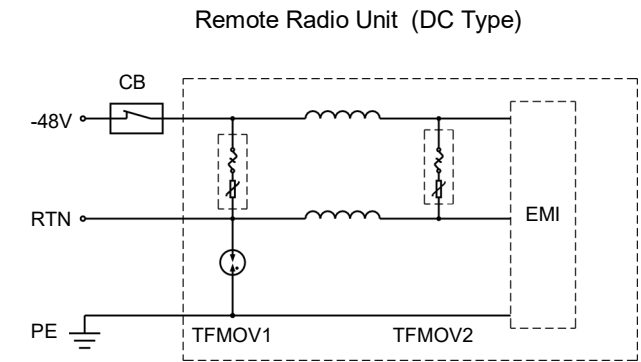 Remote Radio Unit (DC Type)
CB
-48V
RTN
EMI
PE
TFMOV1
TFMOV2